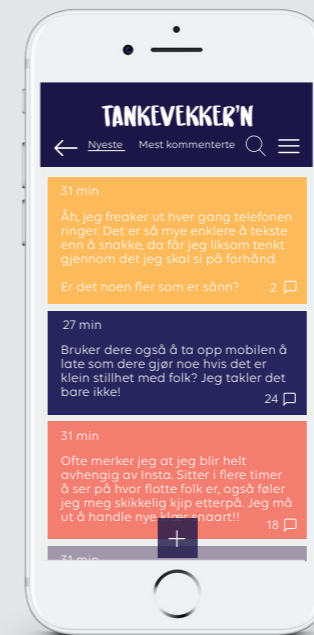 TANKEVEKKER'N
Nyeste Mest kommenterte
31 min
Åh, jeg freaker ut hver gang telefonen
ringer. Det er så mye enklere å tekste
enn å snakke, da får jeg liksom tenkt
gjennom det jeg skal si på forhånd.
Er det noen fler som er sånn? 2
27 min
Bruker dere også å ta opp mobilen å
late som dere gjør noe hvis det er
klein stillhet med folk? Jeg takler det
bare ikke!
24
31 min
Ofte merker jeg at jeg blir helt
avhengig av Insta. Sitter i flere timer
å ser på hvor flotte folk er, også føler
jeg meg skikkelig kjip etterpå. Jeg må
ut å handle nye klær snaart!!
18
31 min